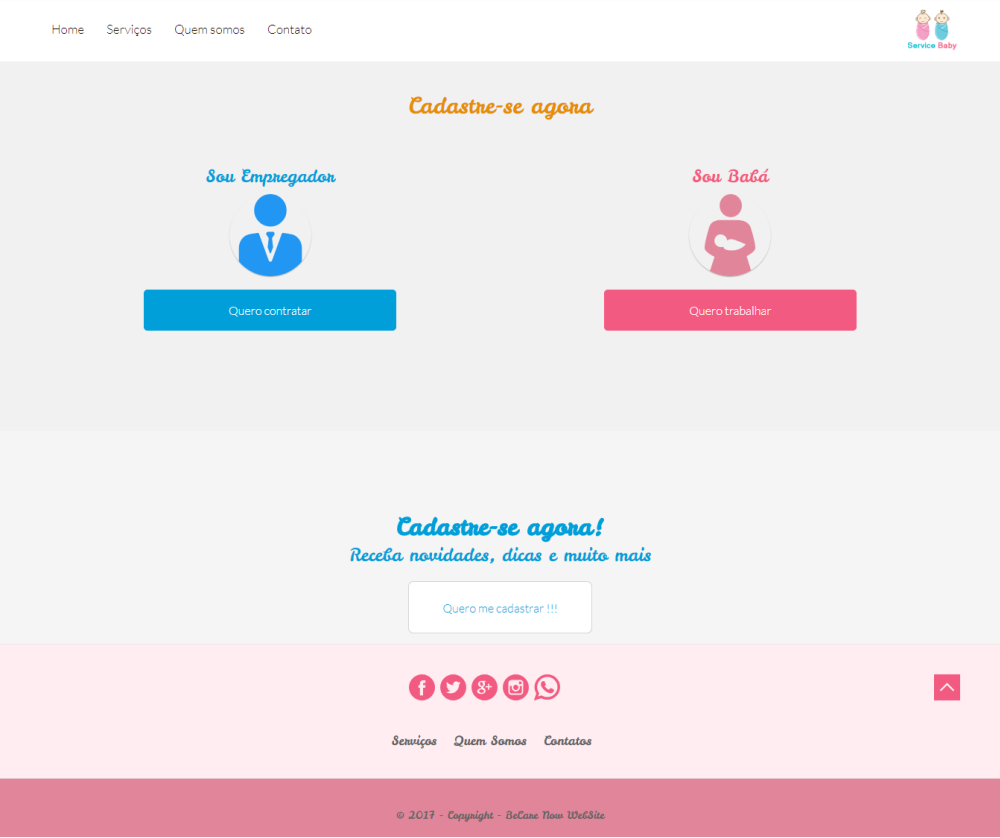 Home Serviços Quem somos Contato
Service Baby
Cadastre-se agora
Sou Empregador
Sou Babá
Quero contratar
Quero trabalhar
Cadastre-se agora!
Receba novidades, dicas e muito mais
Quero me cadastrar !!!
Serviços Quem Somos Contatos
© 2017 - Copyright - BeCare Now WebSite